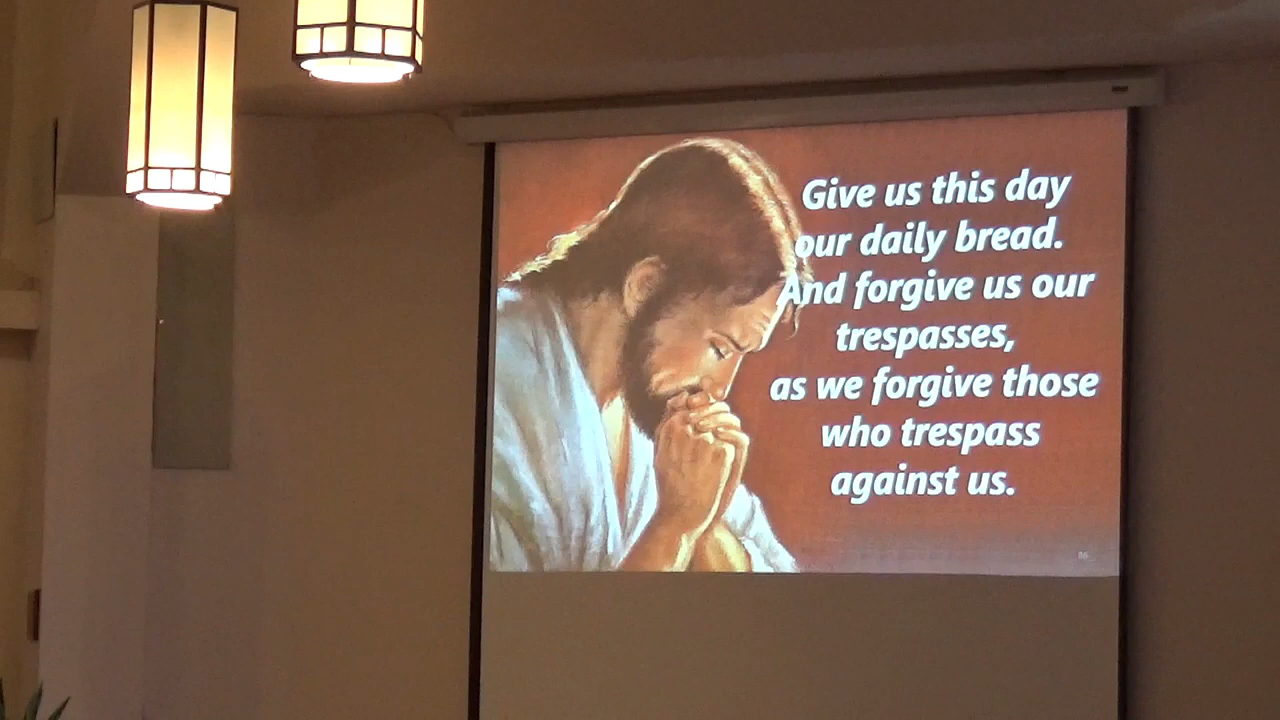 Give us this day
our daily bread.
And forgive us our
trespasses,
as we forgive those
who trespass
against us.